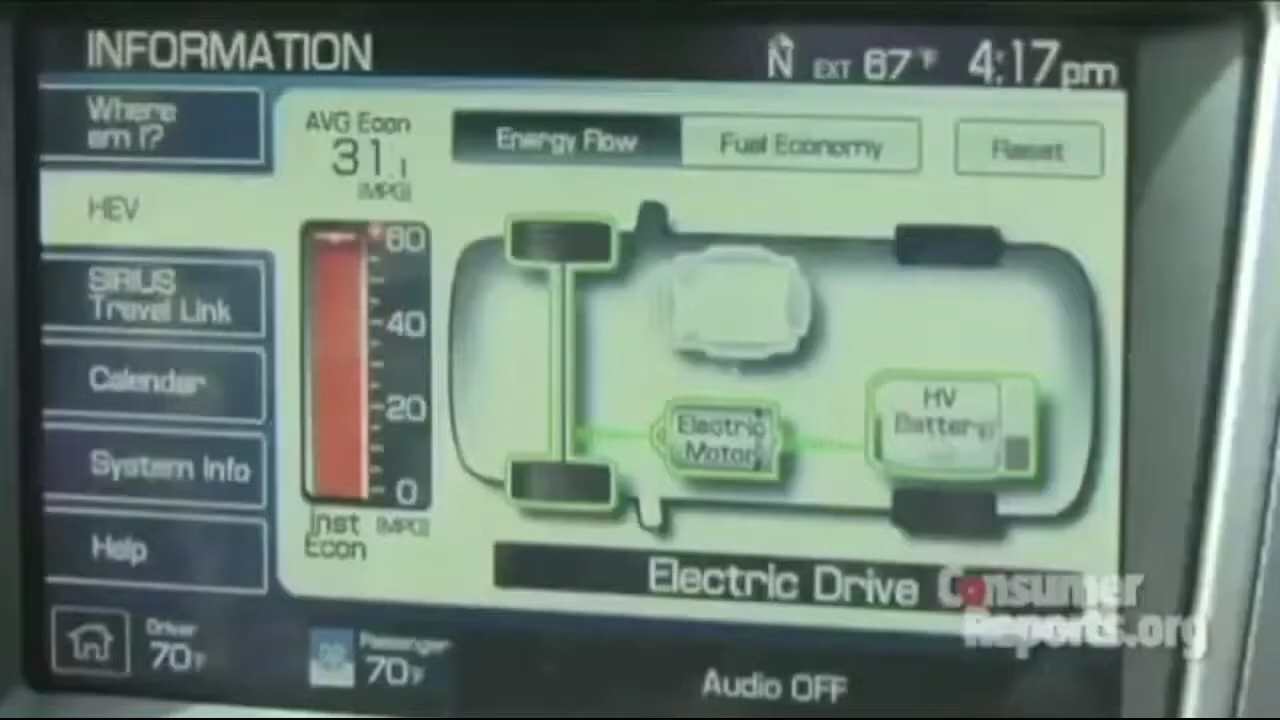 INFORMATION
N EXT 67°F 4:17pm
Where
am I?
HEV
SIRIUS
Travel Link
Calendar
System Info
Help
AVG Econ
31.1
(MPG)
60
40
20
0
Inst (MPG)
Econ
Energy Flow
Fuel Economy
Reset
Electric
Motor
HV
Battery
Electric Drive
Consumer
Reports.org
Driver
70°F
Passenger
70°F
Audio OFF